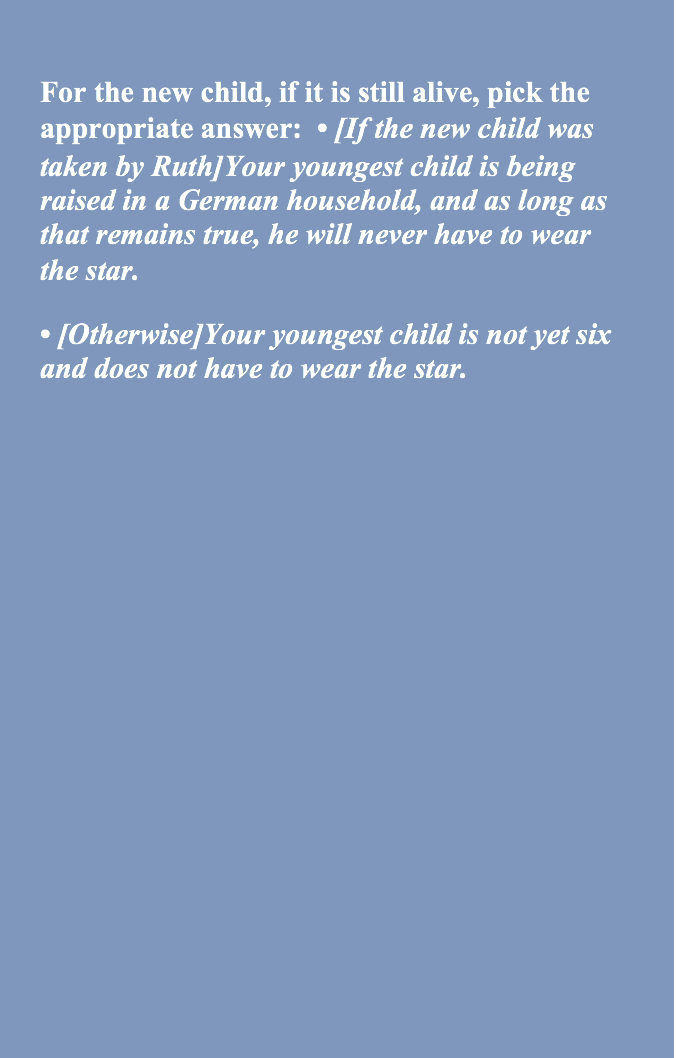 For the new child, if it is still alive, pick the
appropriate answer:  • [If the new child was
taken by Ruth]Your youngest child is being
raised in a German household, and as long as
that remains true, he will never have to wear
the star.
• [Otherwise]Your youngest child is not yet six
and does not have to wear the star.